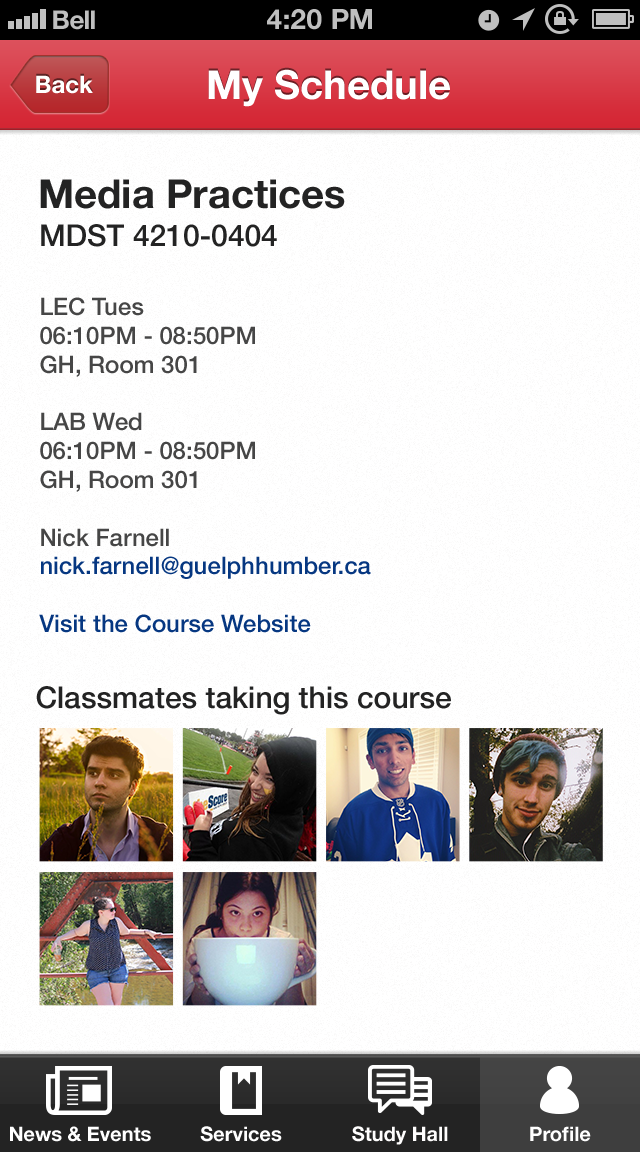 Bell 4:20 PM
Back My Schedule
Media Practices
MDST 4210-0404
LEC Tues
06:10PM - 08:50PM
GH, Room 301
LAB Wed
06:10PM - 08:50PM
GH, Room 301
Nick Farnell
nick.farnell@guelphhumber.ca
Visit the Course Website
Classmates taking this course
Score
News & Events Services Study Hall Profile